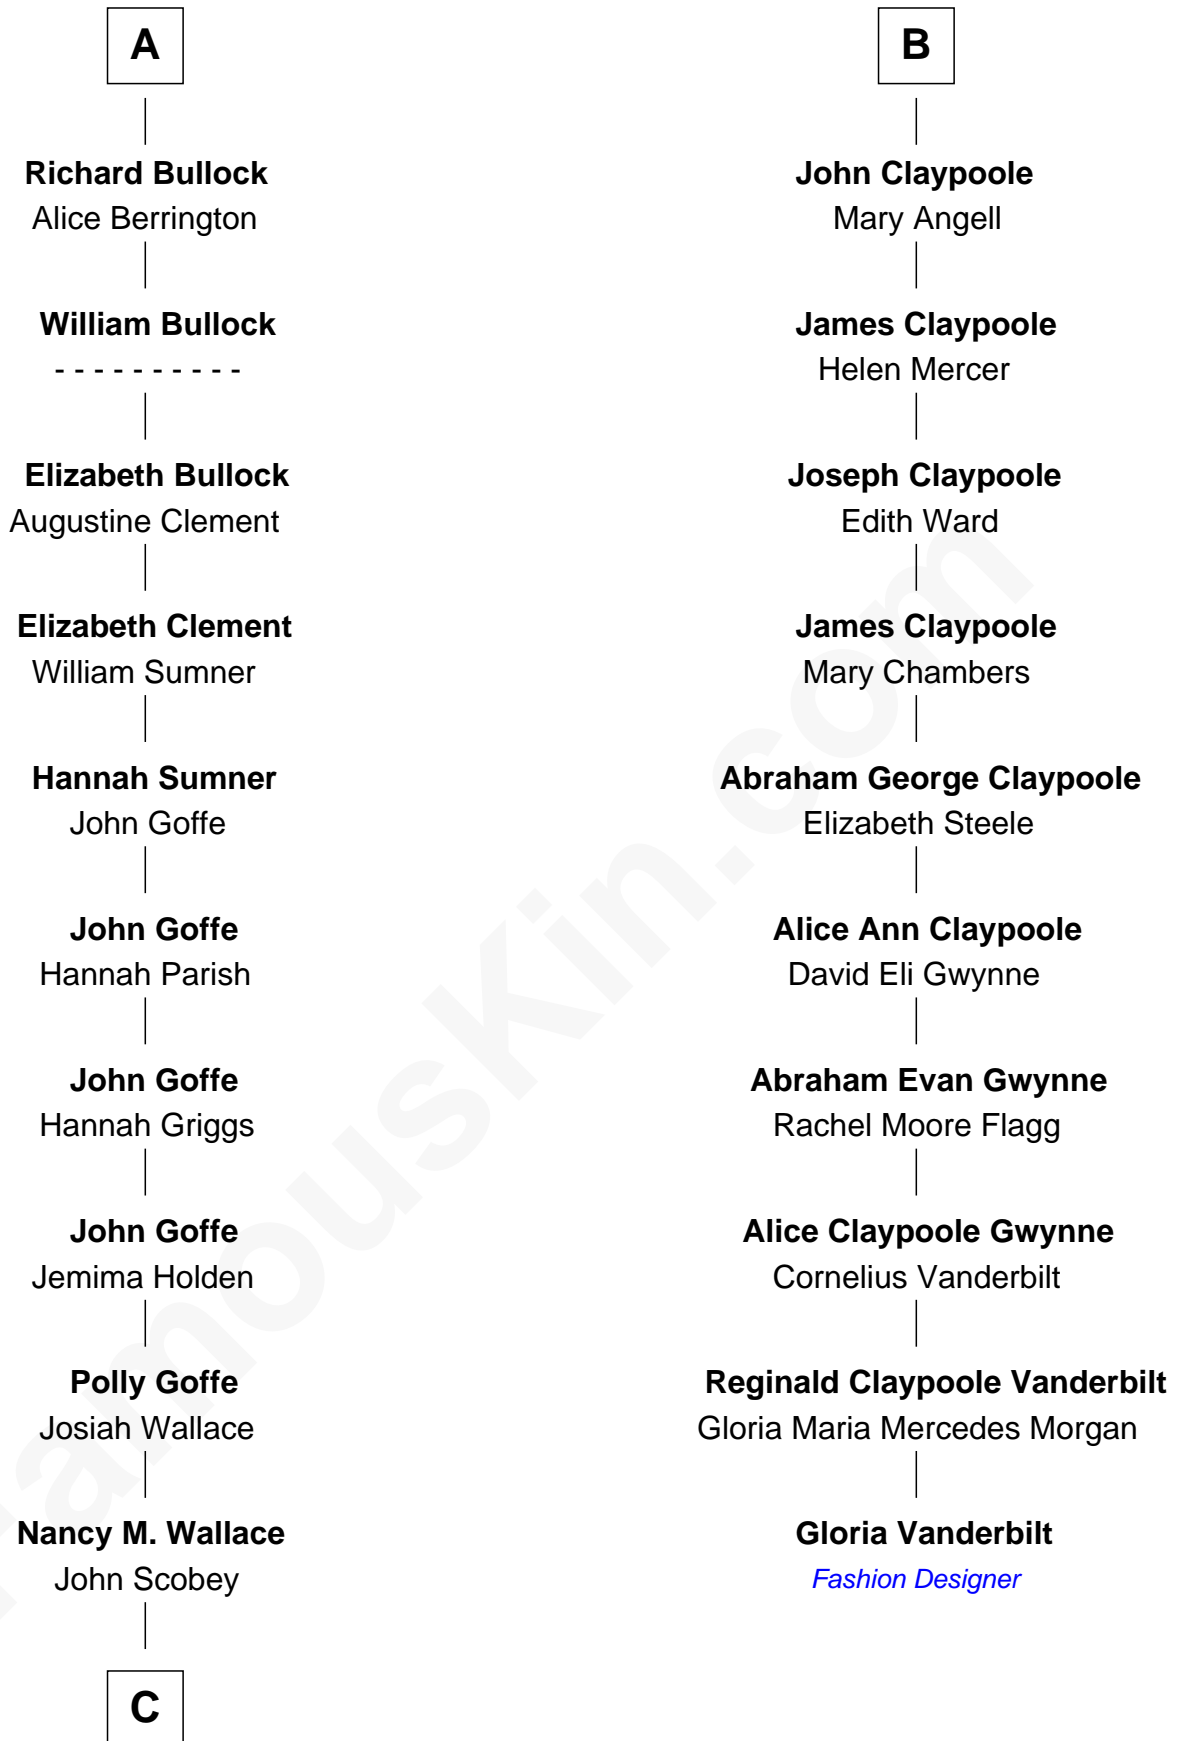 A
Richard Bullock
Alice Berrington
William Bullock
- - - - - - - - - -
Elizabeth Bullock
Augustine Clement
Elizabeth Clement
William Sumner
Hannah Sumner
John Goffe
John Goffe
Hannah Parish
John Goffe
Hannah Griggs
John Goffe
Jemima Holden
Polly Goffe
Josiah Wallace
Nancy M. Wallace
John Scobey
C
B
John Claypoole
Mary Angell
James Claypoole
Helen Mercer
Joseph Claypoole
Edith Ward
James Claypoole
Mary Chambers
Abraham George Claypoole
Elizabeth Steele
Alice Ann Claypoole
David Eli Gwynne
Abraham Evan Gwynne
Rachel Moore Flagg
Alice Claypoole Gwynne
Cornelius Vanderbilt
Reginald Claypoole Vanderbilt
Gloria Maria Mercedes Morgan
Gloria Vanderbilt
Fashion Designer
FamousKin.com